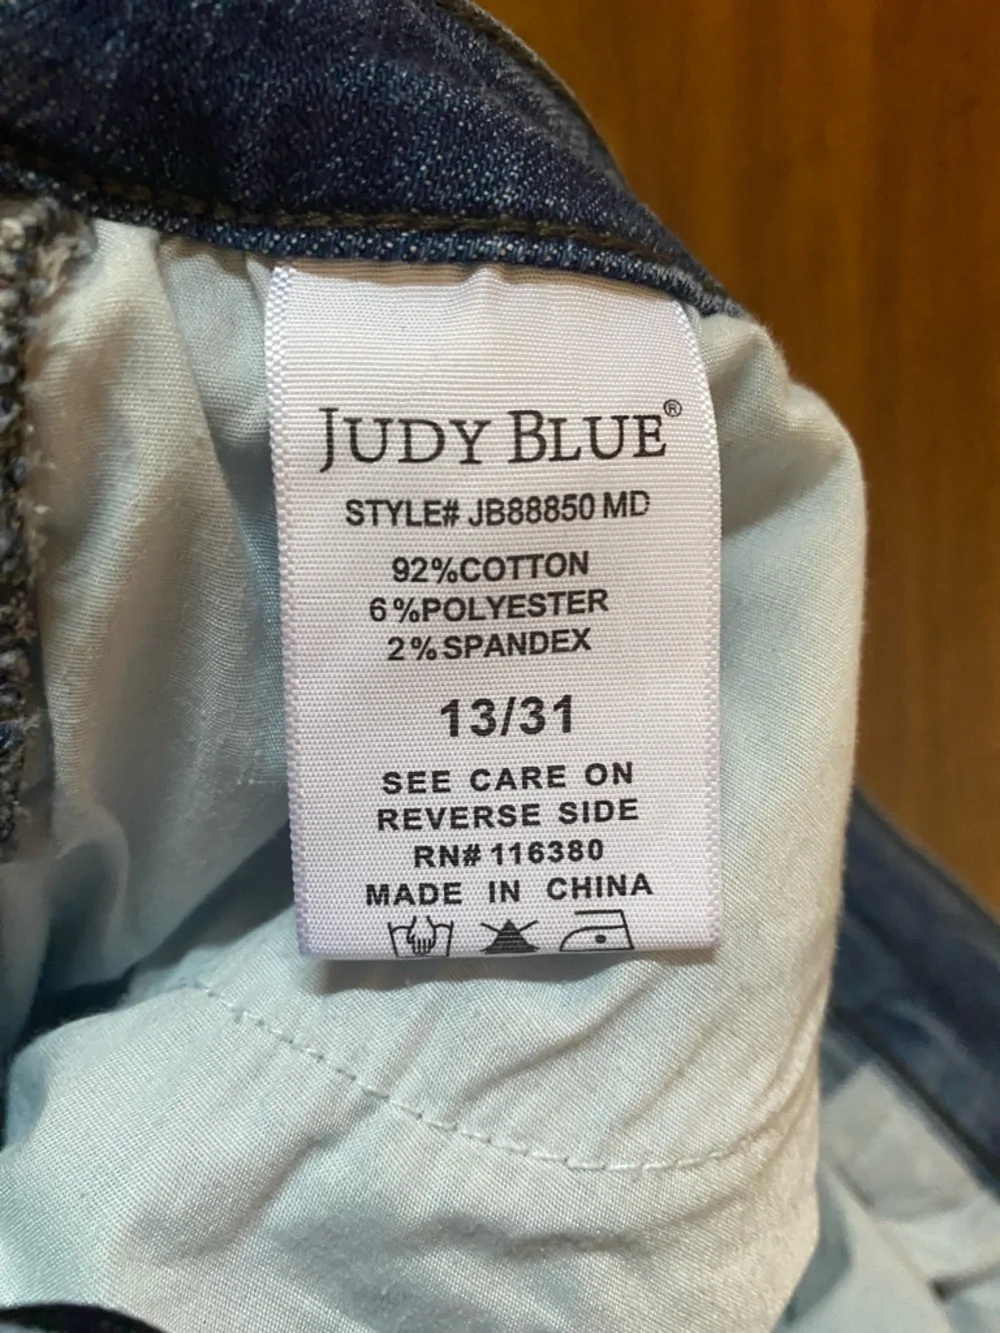 JUDY BLUE®
STYLE# JB88850 MD
92%COTTON
6%POLYESTER
2%SPANDEX
13/31
SEE CARE ON
REVERSE SIDE
RN# 116380
MADE IN CHINA